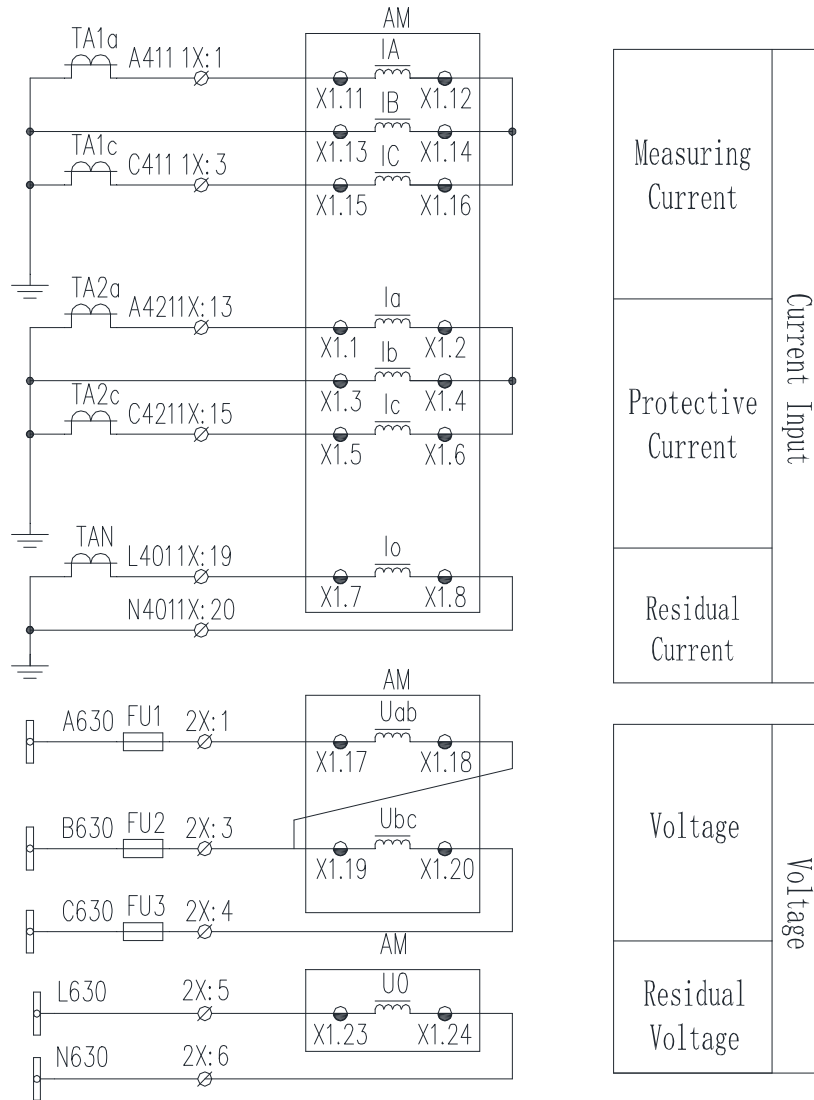 AM
TA1a A411 1X:1 IA
X1.11 X1.12
IB
TA1c C411 1X:3 X1.13 X1.14
IC
X1.15 X1.16
Measuring
Current
TA2a A4211X:13 Ia
X1.1 X1.2
Ib
TA2c C4211X:15 X1.3 X1.4
Ic
X1.5 X1.6
Protective
Current
Current Input
TAN L4011X:19 Io
X1.7 X1.8
N4011X:20
Residual
Current
AM
A630 FU1 2X:1 Uab
X1.17 X1.18
B630 FU2 2X:3 Ubc
X1.19 X1.20
C630 FU3 2X:4
Voltage
Voltage
AM
L630 2X:5 U0
X1.23 X1.24
N630 2X:6
Residual
Voltage